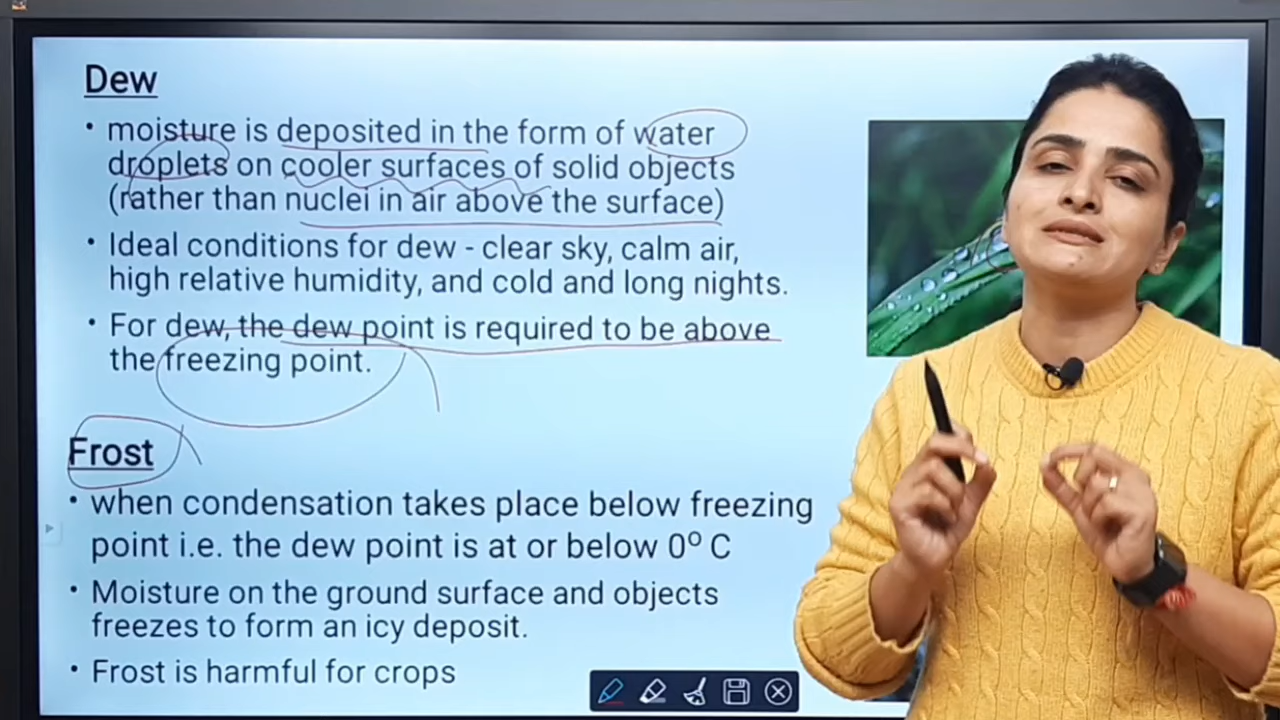 Dew
• moisture is deposited in the form of water
droplets on cooler surfaces of solid objects
(rather than nuclei in air above the surface)
• Ideal conditions for dew - clear sky, calm air,
high relative humidity, and cold and long nights.
• For dew, the dew point is required to be above
the freezing point.
Frost
• when condensation takes place below freezing
point i.e. the dew point is at or below 0⁰ C
• Moisture on the ground surface and objects
freezes to form an icy deposit.
• Frost is harmful for crops